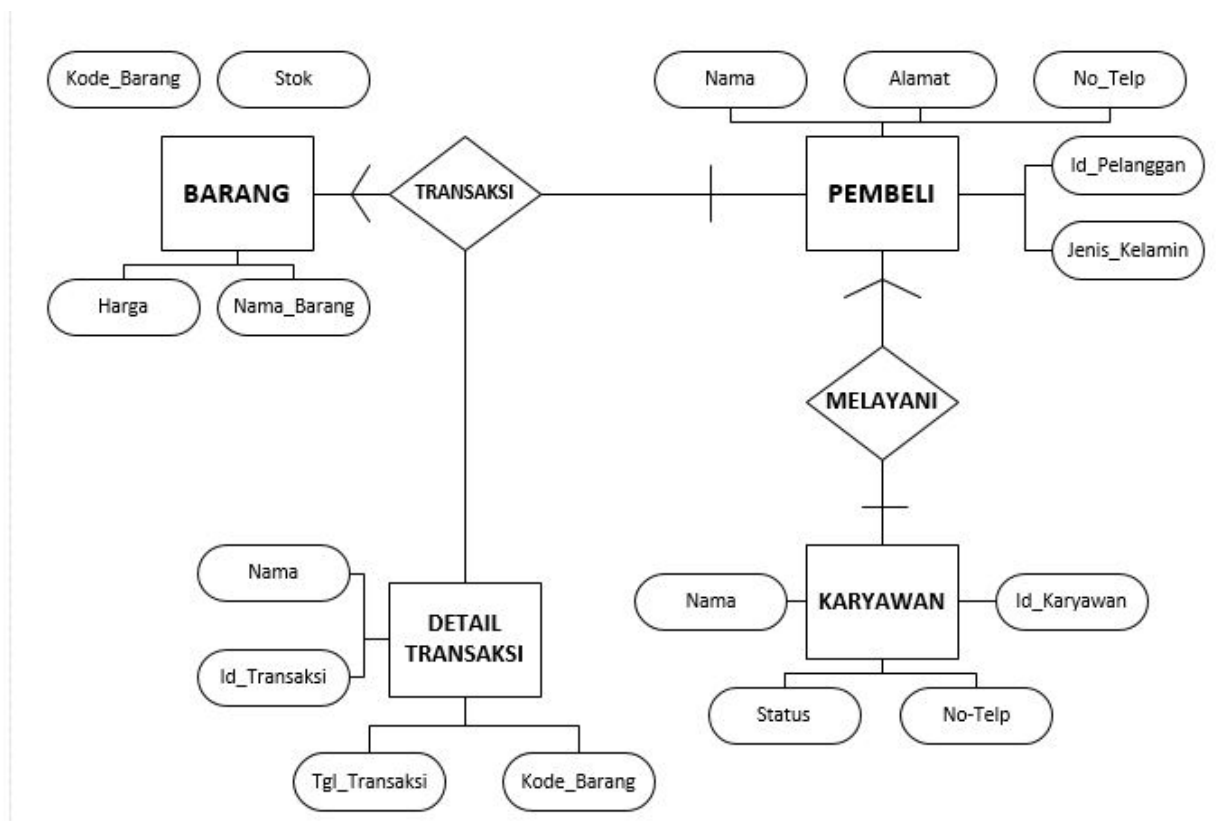 Kode_Barang
Stok
Nama
Alamat
No_Telp
BARANG
TRANSAKSI
PEMBELI
Id_Pelanggan
Jenis_Kelamin
Harga
Nama_Barang
MELAYANI
Nama
Id_Transaksi
DETAIL
TRANSAKSI
Nama
KARYAWAN
Id_Karyawan
Status
No-Telp
Tgl_Transaksi
Kode_Barang